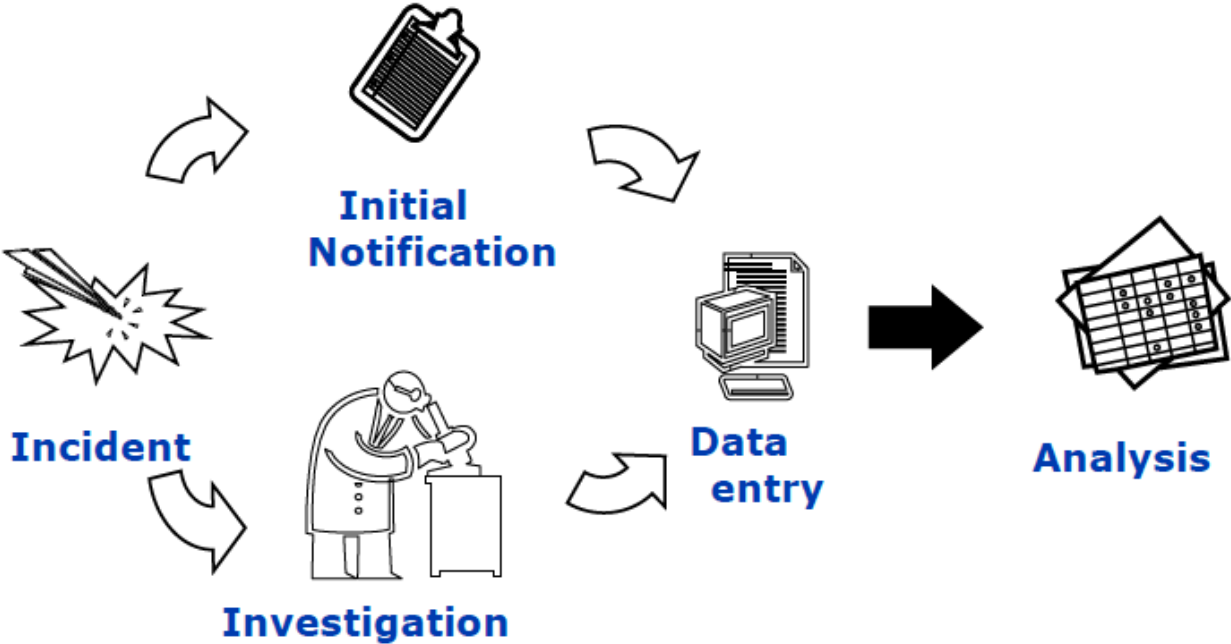 Initial
Notification
Incident
Data
entry
Analysis
Investigation